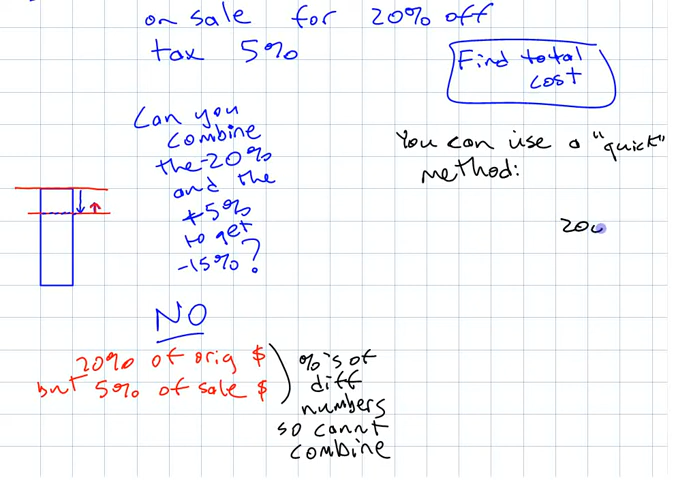 on sale for 20% off
tax 5%
Find total
cost
Can you
combine
the -20%
and the
+5%
to get
-15%?
NO
20% of orig $
but 5% of sale $
%'s of
diff
numbers
so cannt
combine
You can use a "quick"
method:
200